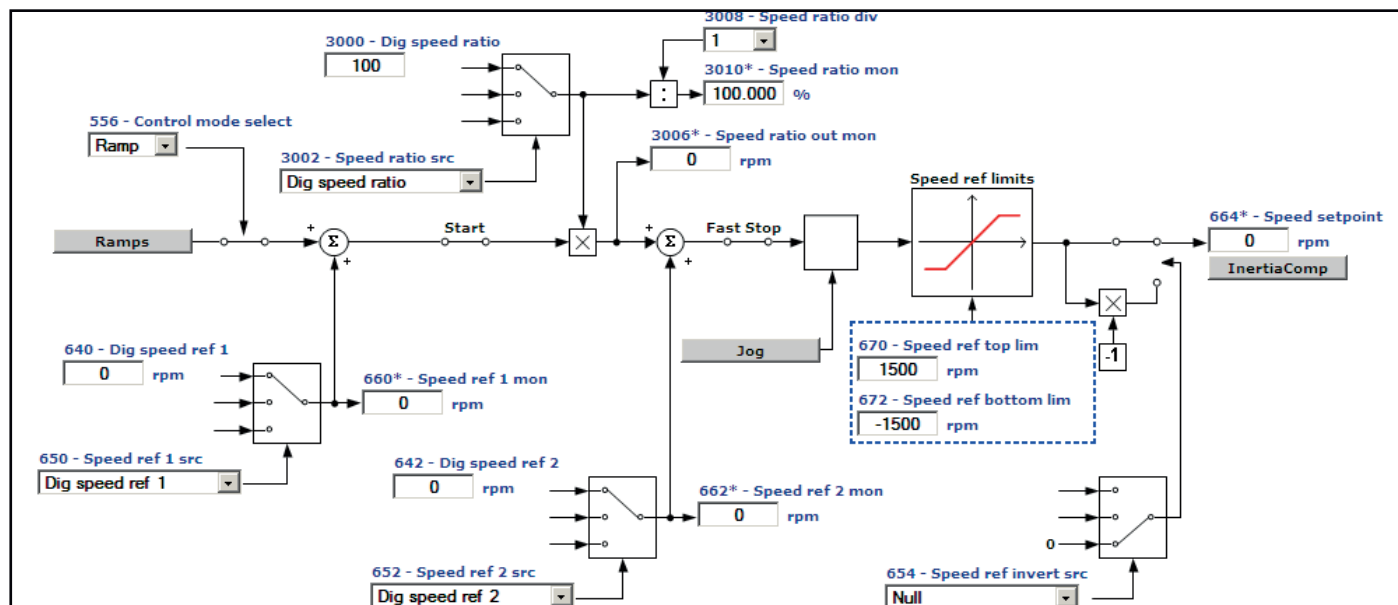 3008 - Speed ratio div
1
3000 - Dig speed ratio
100
3010* - Speed ratio mon
100.000 %
:
556 - Control mode select
Ramp
3006* - Speed ratio out mon
0 rpm
3002 - Speed ratio src
Dig speed ratio
Speed ref limits
664* - Speed setpoint
0 rpm
InertiaComp
Ramps
+
Σ
+
Start
×
+
Σ
+
Fast Stop
×
-1
Jog
640 - Dig speed ref 1
0 rpm
660* - Speed ref 1 mon
0 rpm
670 - Speed ref top lim
1500 rpm
672 - Speed ref bottom lim
-1500 rpm
650 - Speed ref 1 src
Dig speed ref 1
642 - Dig speed ref 2
0 rpm
662* - Speed ref 2 mon
0 rpm
0
652 - Speed ref 2 src
Dig speed ref 2
654 - Speed ref invert src
Null